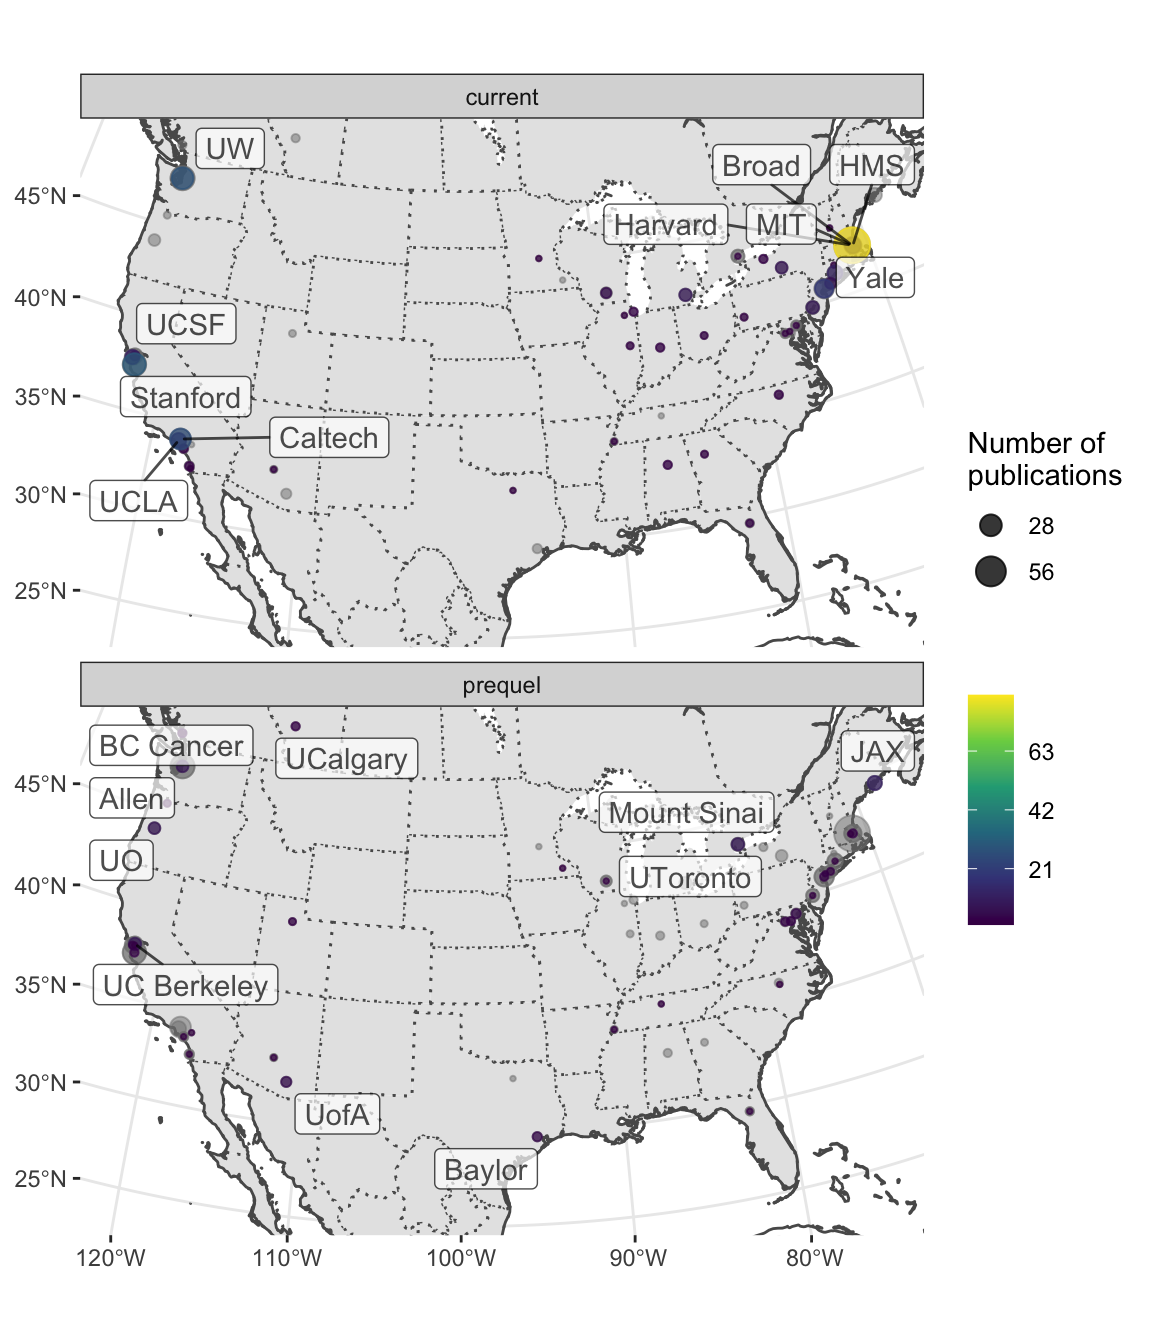 current
UW
Broad
HMS
Harvard
MIT
Yale
UCSF
Stanford
Caltech
UCLA
45°N
40°N
35°N
30°N
25°N
Number of
publications
28
56
63
42
21
prequel
BC Cancer
UCalgary
JAX
Allen
Mount Sinai
UO
UToronto
UC Berkeley
UofA
Baylor
45°N
40°N
35°N
30°N
25°N
120°W
110°W
100°W
90°W
80°W